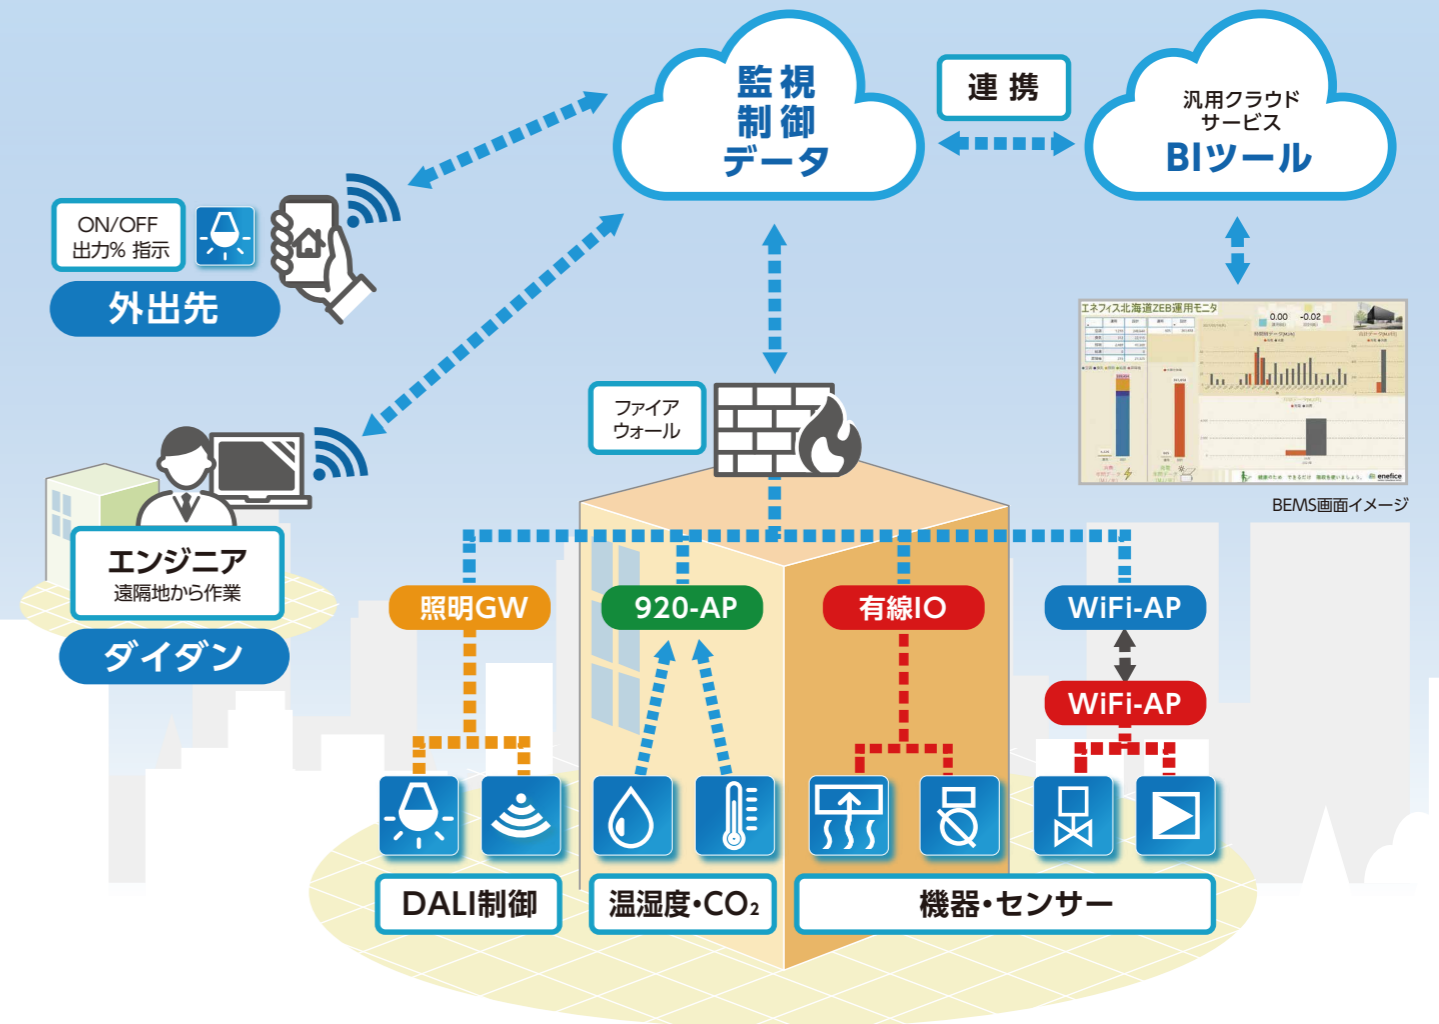 監視
制御
データ
連携
汎用クラウド
サービス
BIツール
ON/OFF
出力% 指示
外出先
エネフィス北海道ZEB運用モニタ
0.00
-0.02
enefice
BEMS画面イメージ
ファイア
ウォール
エンジニア
遠隔地から作業
ダイダン
照明GW
920-AP
有線IO
WiFi-AP
WiFi-AP
DALI制御
温湿度・CO₂
機器・センサー